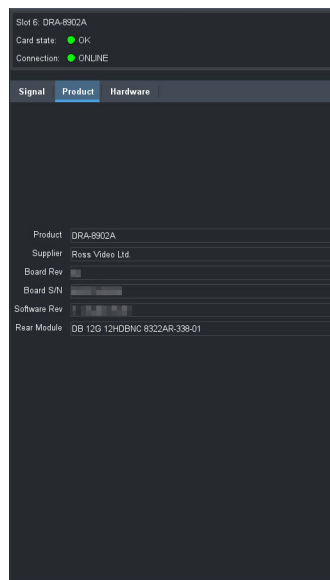 Slot 6: DRA-8902A
Card state: OK
Connection: ONLINE
Signal Product Hardware
Product DRA-8902A
Supplier Ross Video Ltd.
Board Rev
Board S/N
Software Rev
Rear Module DB 12G 12HDBNC 8322AR-338-01